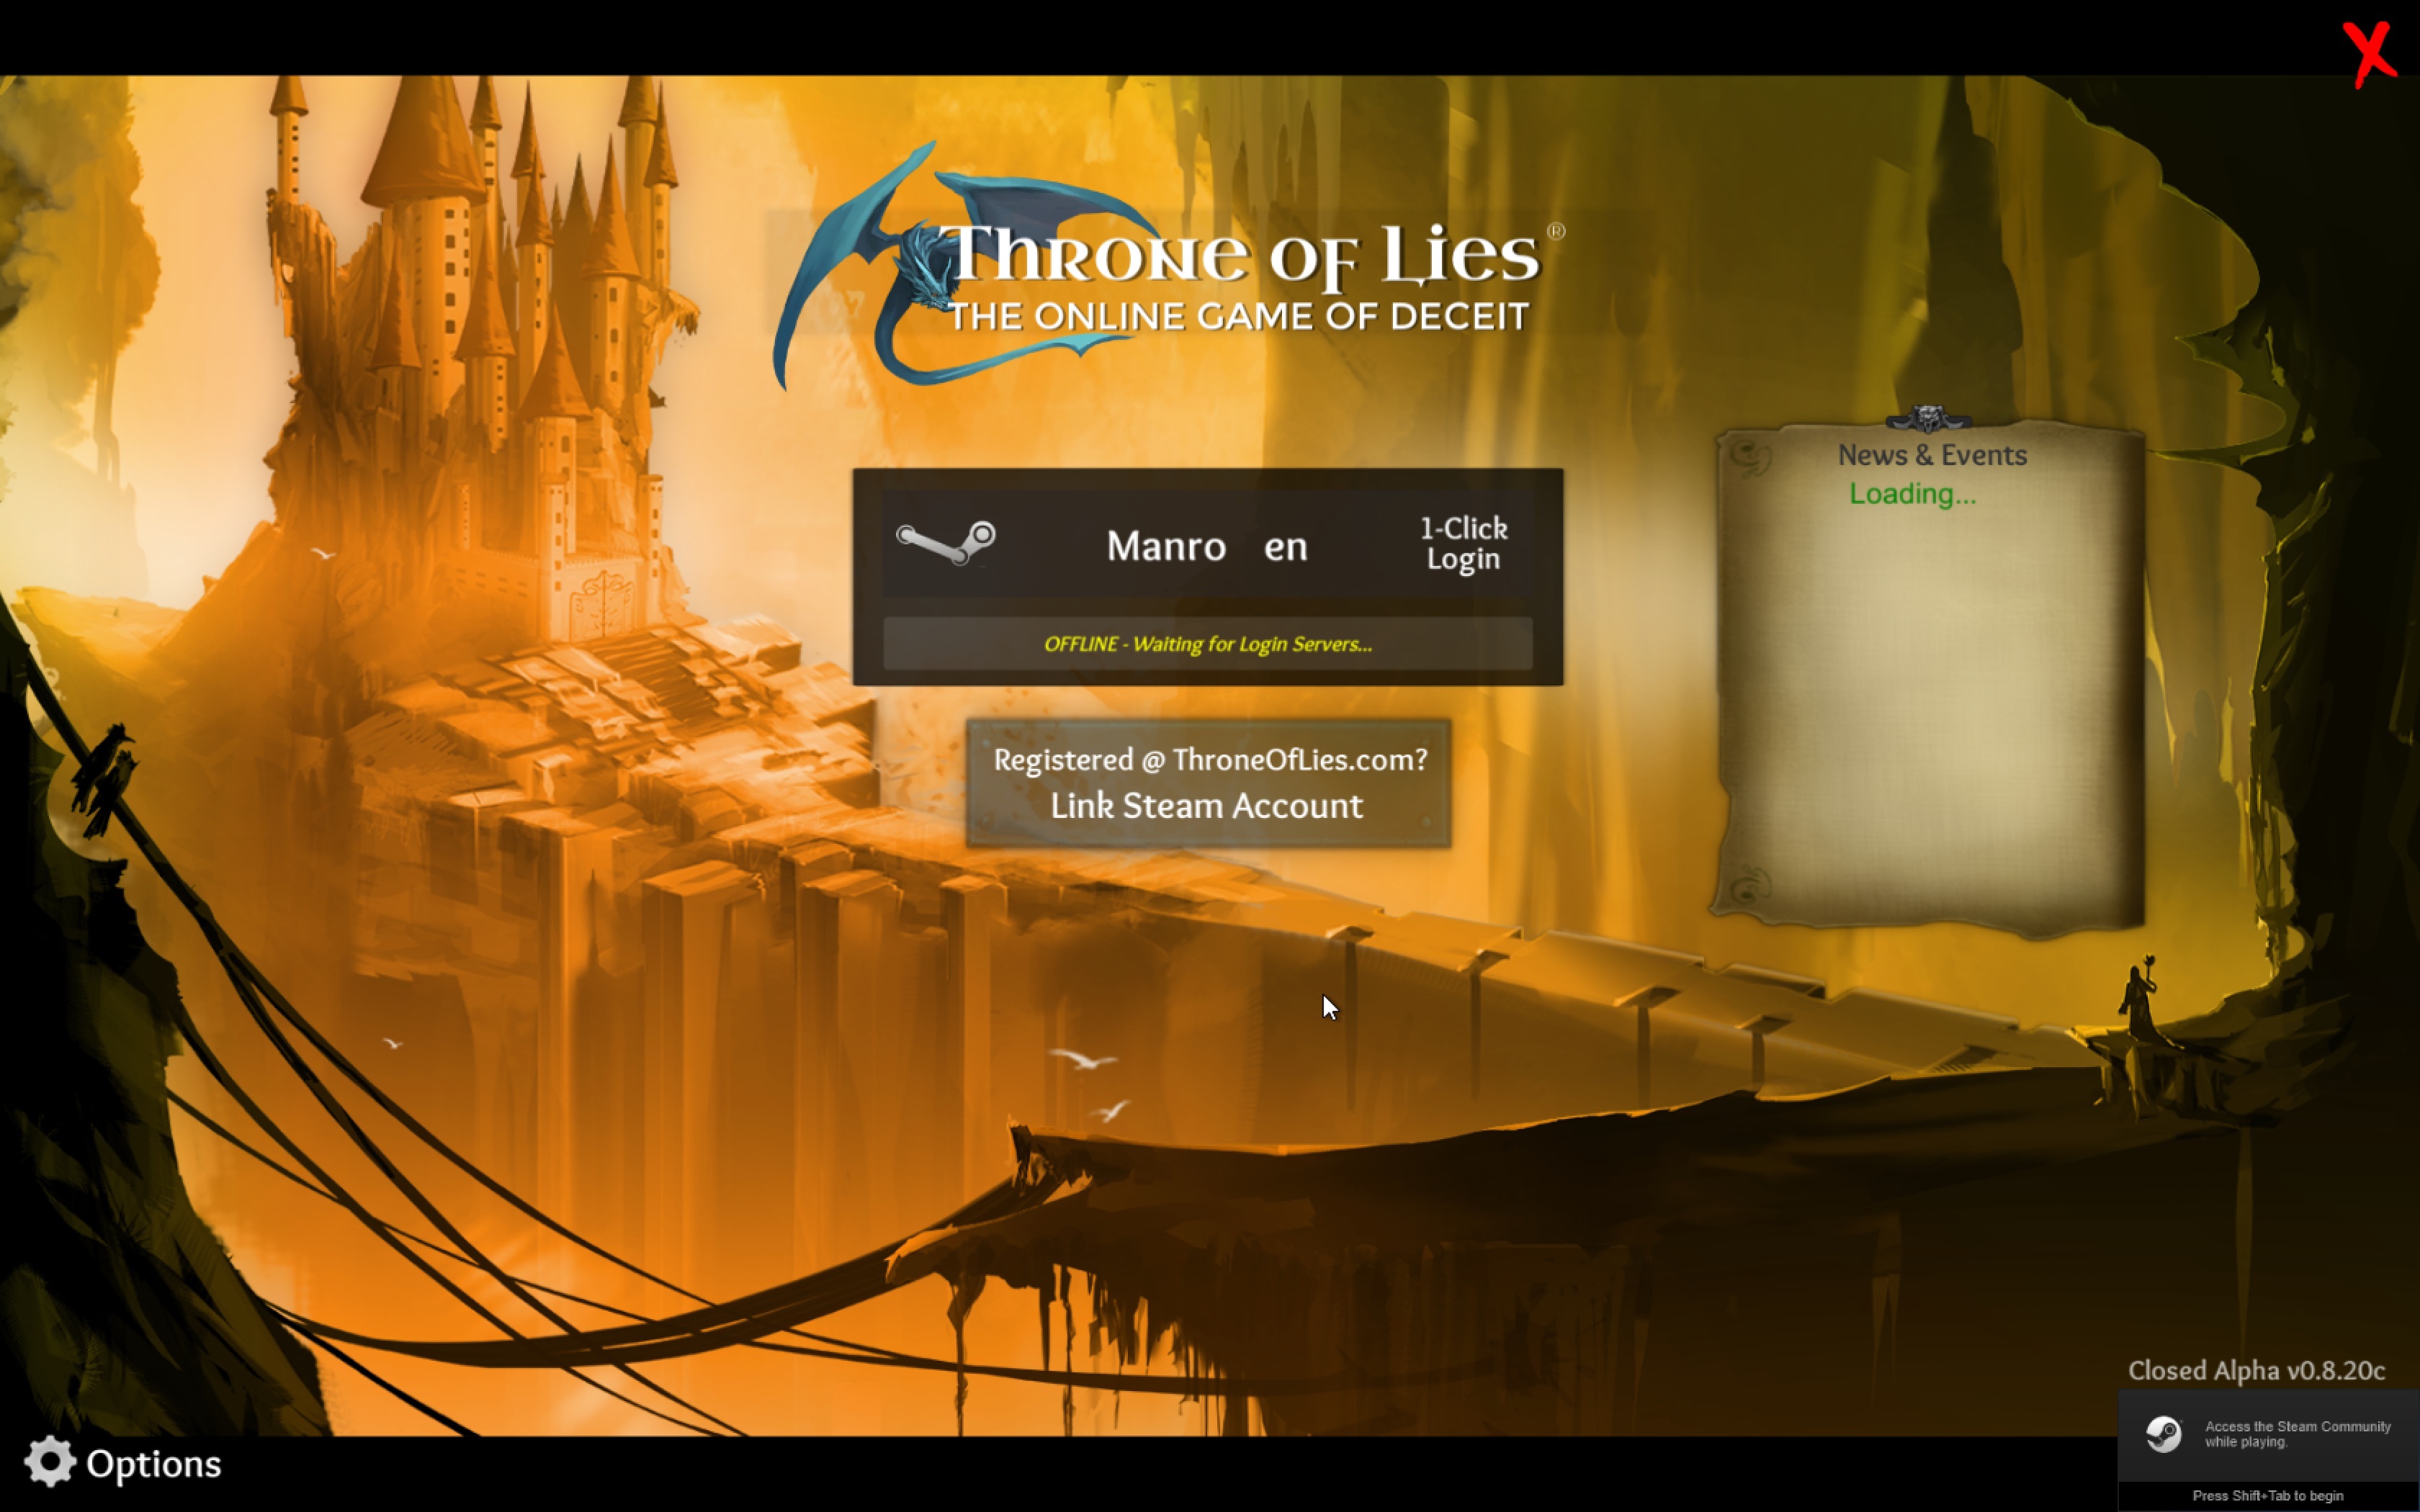 Throne of Lies®
THE ONLINE GAME OF DECEIT
Manro en
1-Click
Login
OFFLINE - Waiting for Login Servers...
Registered @ ThroneOfLies.com?
Link Steam Account
News & Events
Loading...
Closed Alpha v0.8.20c
Access the Steam Community
while playing.
Press Shift+Tab to begin
Options